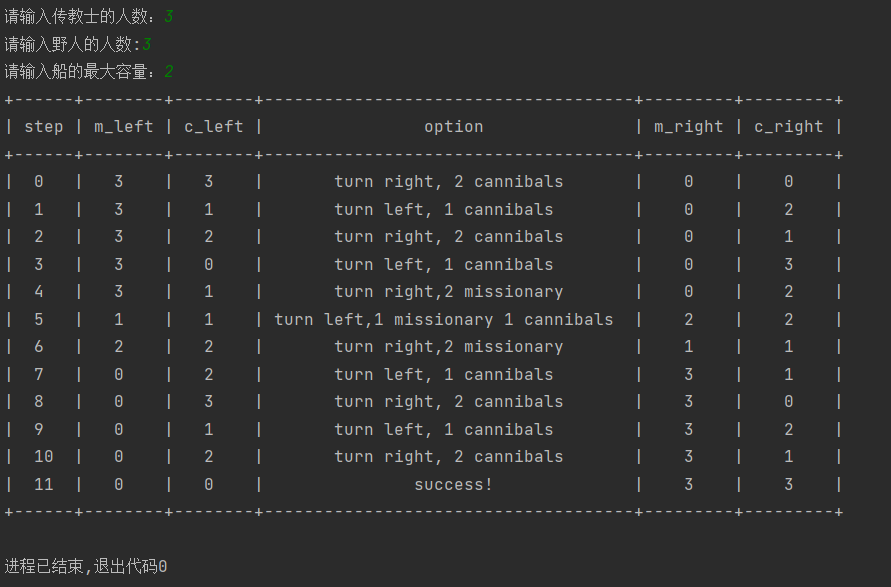 请输入传教士的人数：3
请输入野人的人数:3
请输入船的最大容量：2
+------+--------+--------+-------------------------------------+---------+---------+
| step | m_left | c_left |                option               | m_right | c_right |
+------+--------+--------+-------------------------------------+---------+---------+
|  0   |   3    |   3    |       turn right, 2 cannibals       |    0    |    0    |
|  1   |   3    |   1    |       turn left, 1 cannibals        |    0    |    2    |
|  2   |   3    |   2    |       turn right, 2 cannibals       |    0    |    1    |
|  3   |   3    |   0    |       turn left, 1 cannibals        |    0    |    3    |
|  4   |   3    |   1    |       turn right,2 missionary       |    0    |    2    |
|  5   |   1    |   1    | turn left,1 missionary 1 cannibals  |    2    |    2    |
|  6   |   2    |   2    |       turn right,2 missionary       |    1    |    1    |
|  7   |   0    |   2    |       turn left, 1 cannibals        |    3    |    1    |
|  8   |   0    |   3    |       turn right, 2 cannibals       |    3    |    0    |
|  9   |   0    |   1    |       turn left, 1 cannibals        |    3    |    2    |
|  10  |   0    |   2    |       turn right, 2 cannibals       |    3    |    1    |
|  11  |   0    |   0    |               success!              |    3    |    3    |
+------+--------+--------+-------------------------------------+---------+---------+
进程已结束,退出代码0